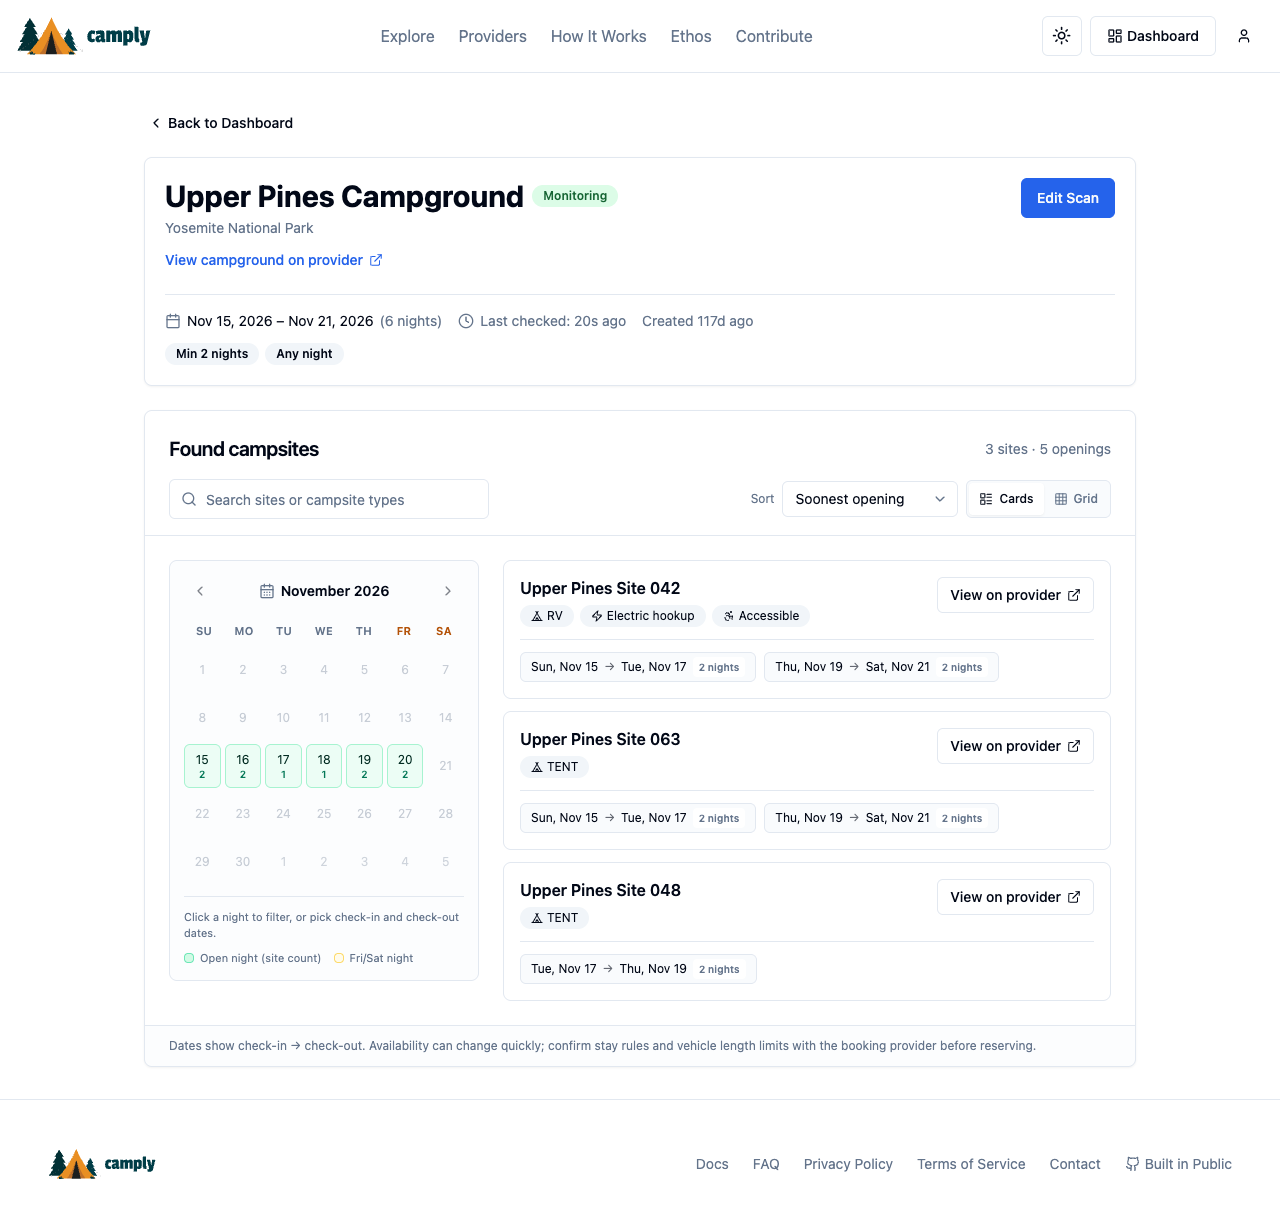 camply
Explore
Providers
How It Works
Ethos
Contribute
Dashboard
Back to Dashboard
Upper Pines Campground
Monitoring
Edit Scan
Yosemite National Park
View campground on provider
Nov 15, 2026 – Nov 21, 2026 (6 nights)
Last checked: 20s ago
Created 117d ago
Min 2 nights
Any night
Found campsites
3 sites · 5 openings
Search sites or campsite types
Sort
Soonest opening
Cards
Grid
November 2026
SU MO TU WE TH FR SA
1 2 3 4 5 6 7
8 9 10 11 12 13 14
15 16 17 18 19 20 21
2 2 1 1 2 2
22 23 24 25 26 27 28
29 30 1 2 3 4 5
Click a night to filter, or pick check-in and check-out
dates.
Open night (site count)
Fri/Sat night
Upper Pines Site 042
View on provider
RV
Electric hookup
Accessible
Sun, Nov 15 → Tue, Nov 17 2 nights
Thu, Nov 19 → Sat, Nov 21 2 nights
Upper Pines Site 063
View on provider
TENT
Sun, Nov 15 → Tue, Nov 17 2 nights
Thu, Nov 19 → Sat, Nov 21 2 nights
Upper Pines Site 048
View on provider
TENT
Tue, Nov 17 → Thu, Nov 19 2 nights
Dates show check-in → check-out. Availability can change quickly; confirm stay rules and vehicle length limits with the booking provider before reserving.
camply
Docs
FAQ
Privacy Policy
Terms of Service
Contact
Built in Public